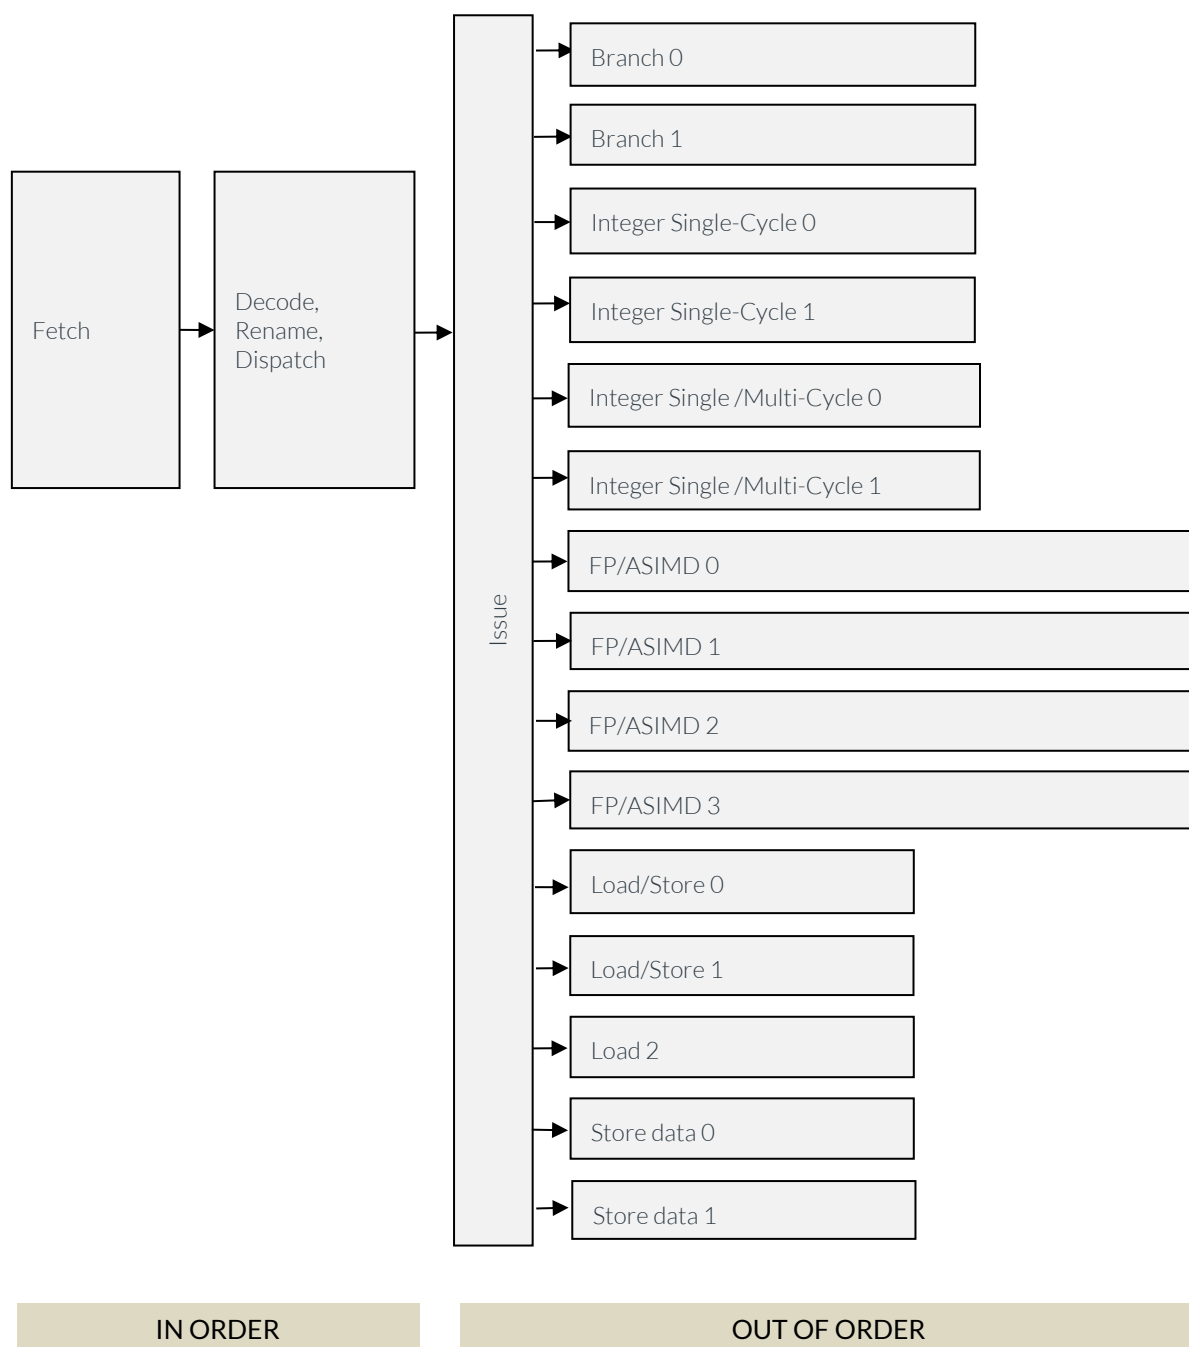 Fetch
Decode,
Rename,
Dispatch
Issue
Branch 0
Branch 1
Integer Single-Cycle 0
Integer Single-Cycle 1
Integer Single /Multi-Cycle 0
Integer Single /Multi-Cycle 1
FP/ASIMD 0
FP/ASIMD 1
FP/ASIMD 2
FP/ASIMD 3
Load/Store 0
Load/Store 1
Load 2
Store data 0
Store data 1
IN ORDER
OUT OF ORDER